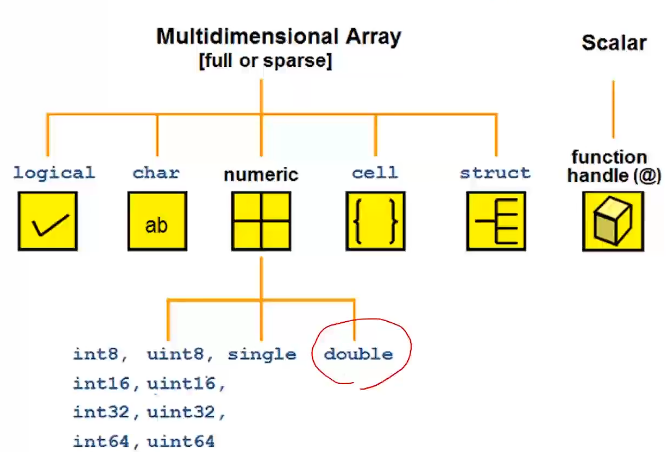 Multidimensional Array
[full or sparse]
Scalar
logical char numeric cell struct function
handle (@)
ab { }
int8, uint8, single double
int16, uint16,
int32, uint32,
int64, uint64